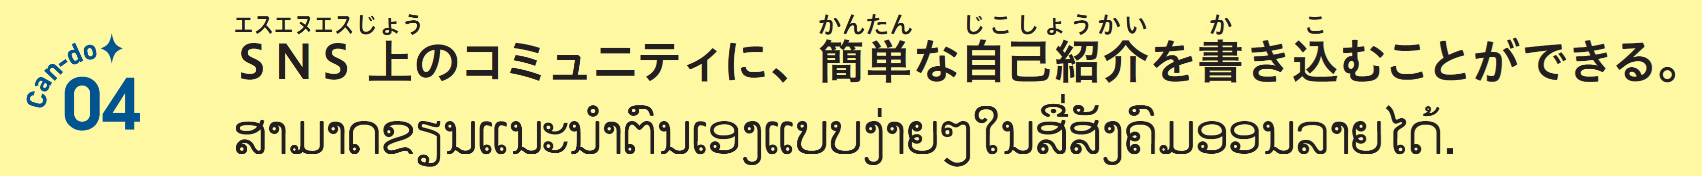 Can-do
04
エスエヌエスじょう かんたん じこしょうかい か こ
SNS上のコミュニティに、簡単な自己紹介を書き込むことができる。
ສາມາດຂຽນແນະນຳຕົນເອງແບບງ່າຍໆໃນສື່ສັງຄົມອອນລາຍໄດ້.